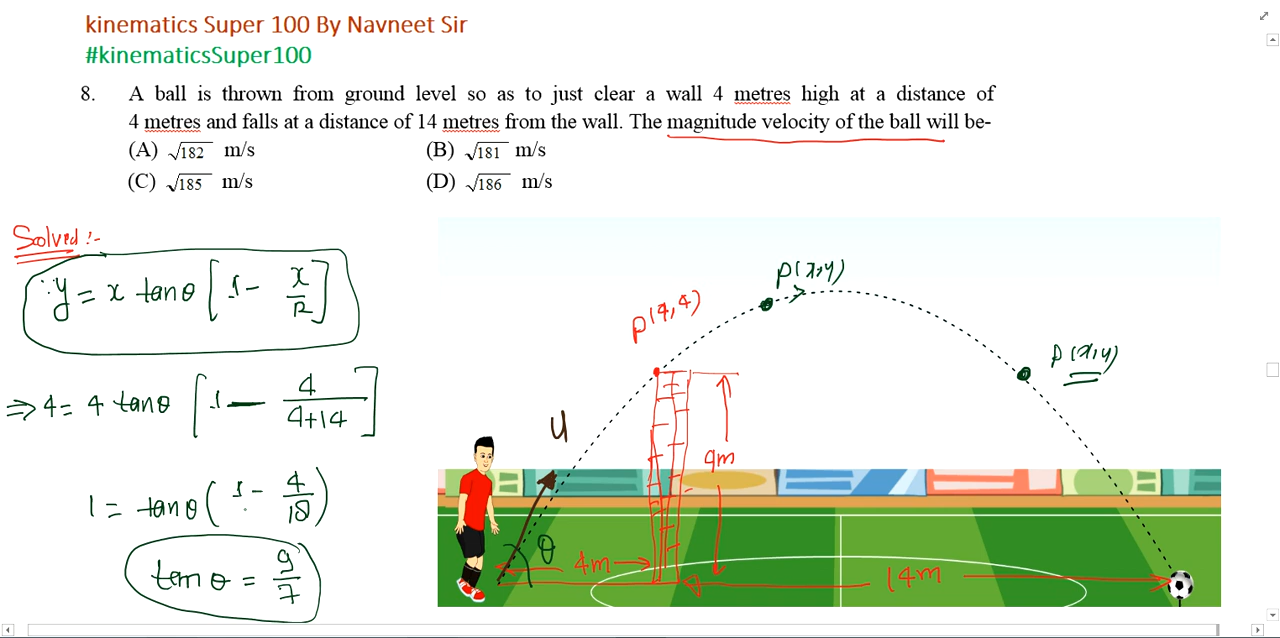 kinematics Super 100 By Navneet Sir
#kinematicsSuper100
8. A ball is thrown from ground level so as to just clear a wall 4 metres high at a distance of
4 metres and falls at a distance of 14 metres from the wall. The magnitude velocity of the ball will be-
(A) √182 m/s (B) √181 m/s
(C) √185 m/s (D) √186 m/s
Solved :-
∵ y = x tanθ [1 - x/R]
P(x,y)
P(4,4)
P(x,y)
⇒ 4 = 4 tanθ [1 - 4/(4+14)]
u
4m
1 = tanθ (1 - 4/18)
θ
4m
14m
tanθ = 9/7